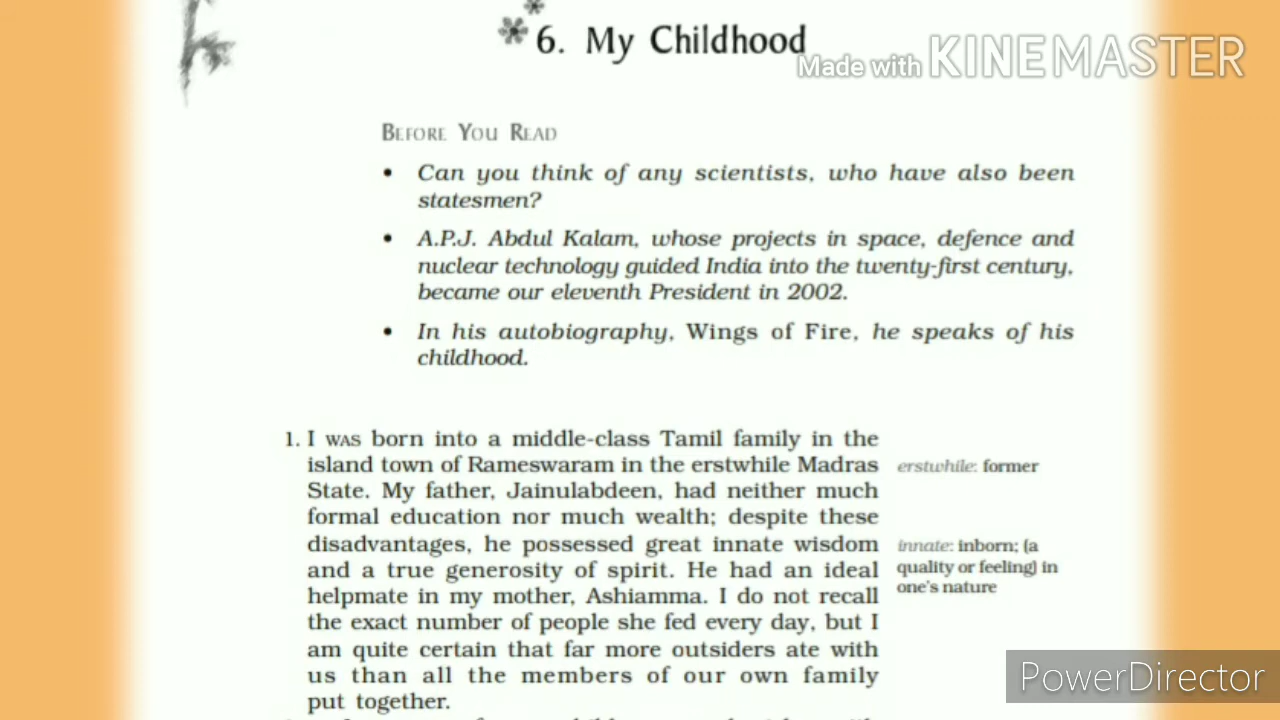 6. My Childhood
Made with KINEMASTER
BEFORE YOU READ
• Can you think of any scientists, who have also been
statesmen?
• A.P.J. Abdul Kalam, whose projects in space, defence and
nuclear technology guided India into the twenty-first century,
became our eleventh President in 2002.
• In his autobiography, Wings of Fire, he speaks of his
childhood.
1. I WAS born into a middle-class Tamil family in the
island town of Rameswaram in the erstwhile Madras
State. My father, Jainulabdeen, had neither much
formal education nor much wealth; despite these
disadvantages, he possessed great innate wisdom
and a true generosity of spirit. He had an ideal
helpmate in my mother, Ashiamma. I do not recall
the exact number of people she fed every day, but I
am quite certain that far more outsiders ate with
us than all the members of our own family
put together.
erstwhile: former
innate: inborn; (a
quality or feeling) in
one's nature
PowerDirector